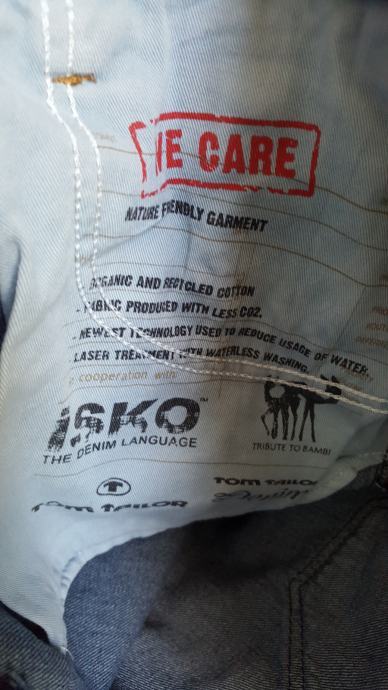 WE CARE
NATURE FRIENDLY GARMENT
ORGANIC AND RECYCLED COTTON
- FABRIC PRODUCED WITH LESS CO2.
- NEWEST TECHNOLOGY USED TO REDUCE USAGE OF WATER.
LASER TREATMENT WITH WATERLESS WASHING.
cooperation with
ISKO™
THE DENIM LANGUAGE
TRIBUTE TO BAMBI
TOM TAILOR
TOM TAILOR
Denim